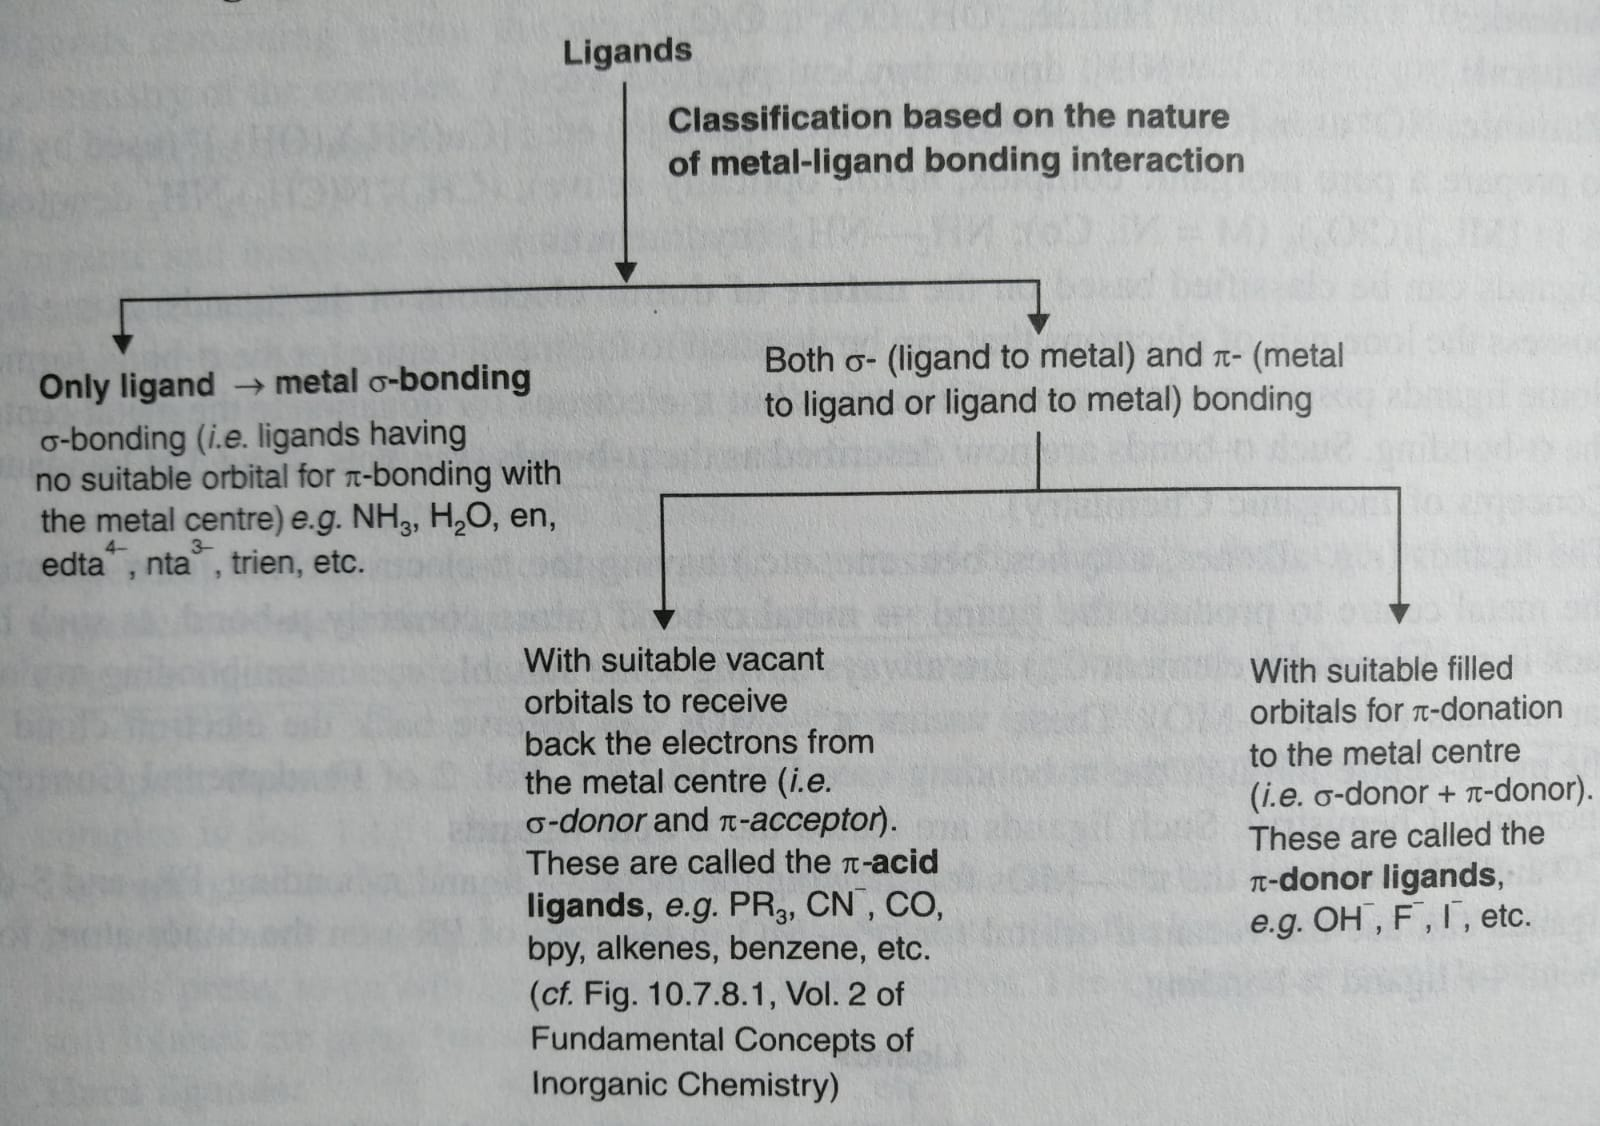 Ligands
Classification based on the nature
of metal-ligand bonding interaction
Only ligand → metal σ-bonding
σ-bonding (i.e. ligands having
no suitable orbital for π-bonding with
the metal centre) e.g. NH₃, H₂O, en,
edta⁴⁻, nta³⁻, trien, etc.
Both σ- (ligand to metal) and π- (metal
to ligand or ligand to metal) bonding
With suitable vacant
orbitals to receive
back the electrons from
the metal centre (i.e.
σ-donor and π-acceptor).
These are called the π-acid
ligands, e.g. PR₃, CN⁻, CO,
bpy, alkenes, benzene, etc.
(cf. Fig. 10.7.8.1, Vol. 2 of
Fundamental Concepts of
Inorganic Chemistry)
With suitable filled
orbitals for π-donation
to the metal centre
(i.e. σ-donor + π-donor).
These are called the
π-donor ligands,
e.g. OH⁻, F⁻, I⁻, etc.